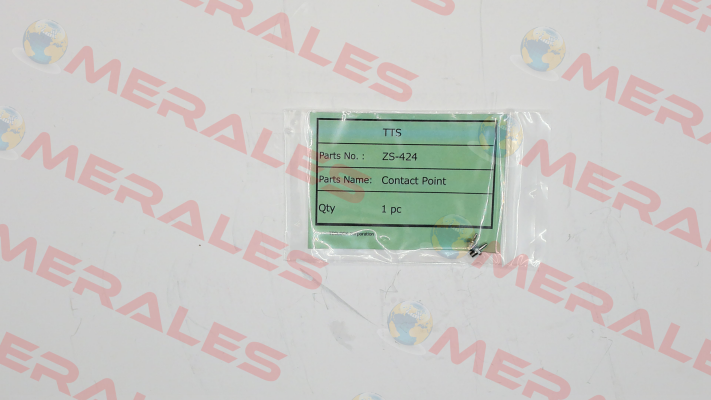 TTS
Parts No. : ZS-424
Parts Name: Contact Point
Qty 1 pc
MERALES
MERALES
MERALES
MERALES
MERALES
MERALES